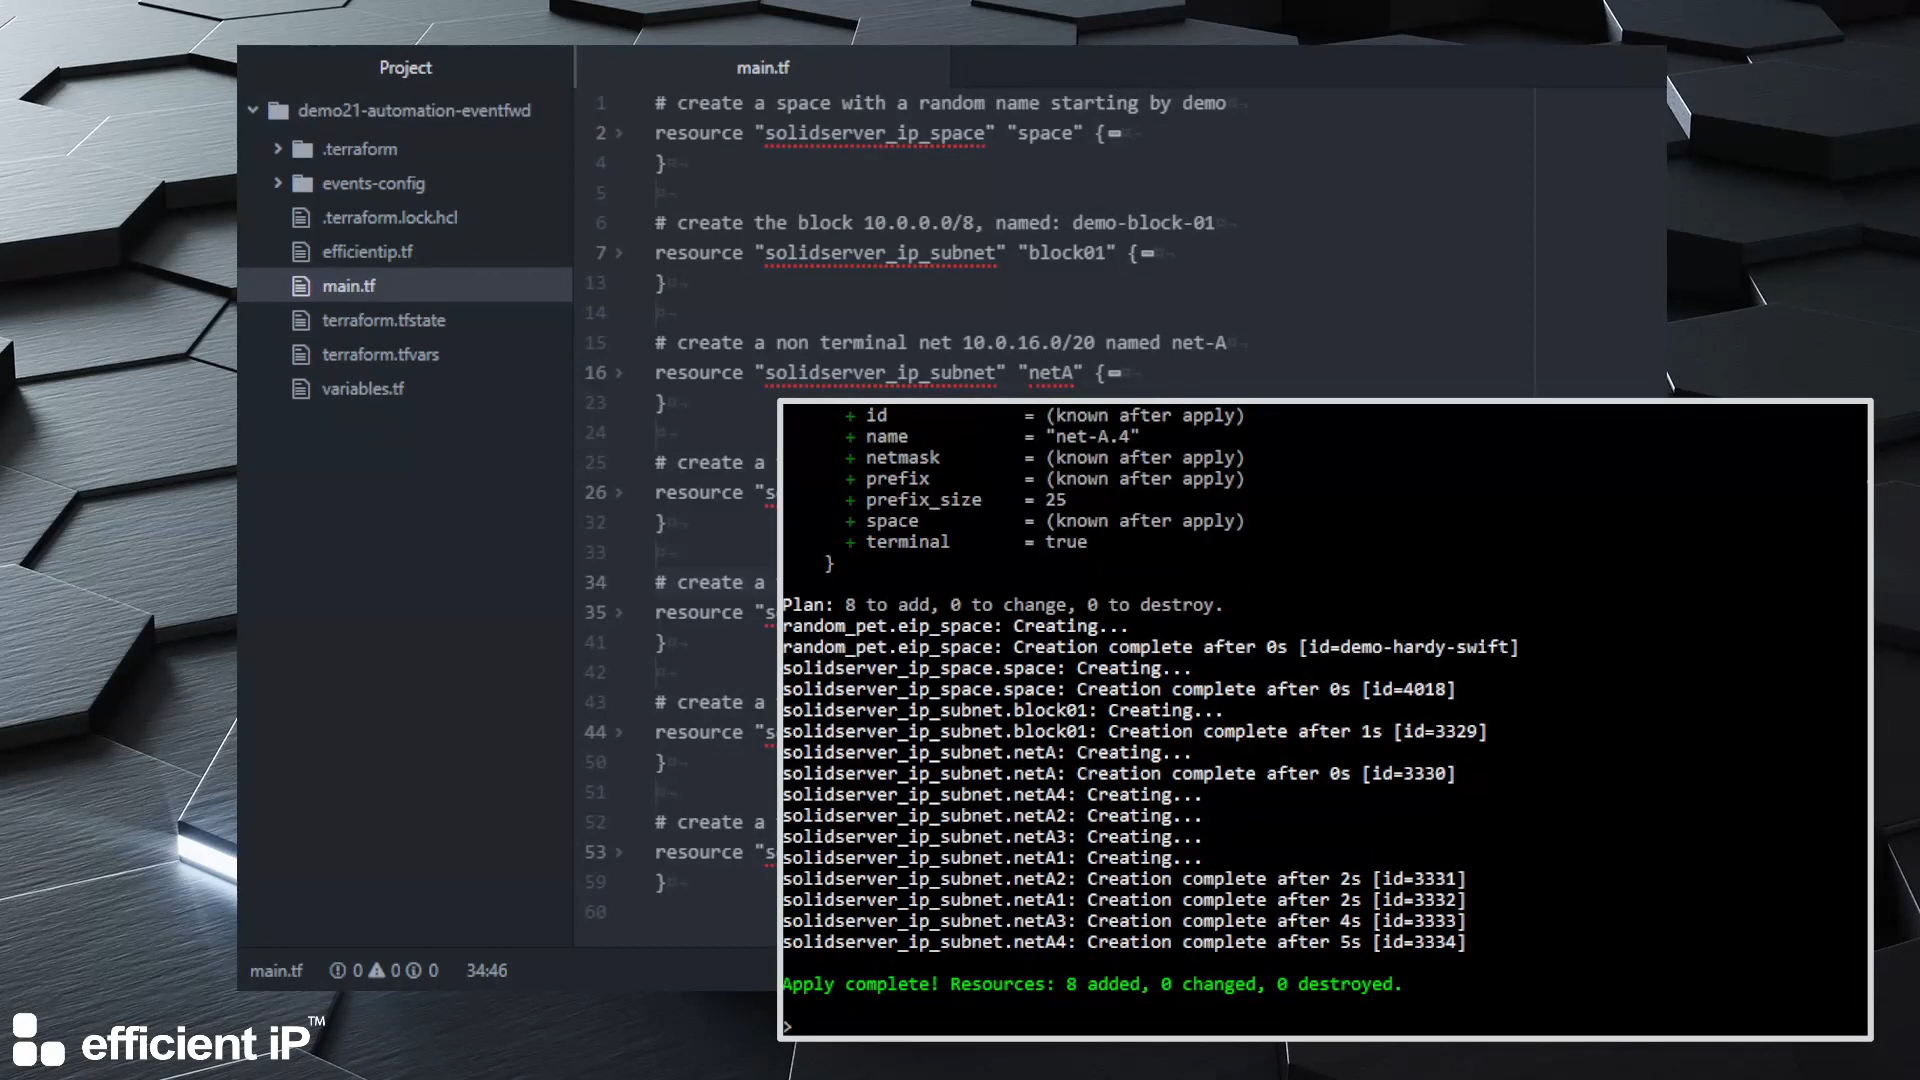 Project
demo21-automation-eventfwd
.terraform
events-config
.terraform.lock.hcl
efficientip.tf
main.tf
terraform.tfstate
terraform.tfvars
variables.tf
main.tf
1 # create a space with a random name starting by demo
2 resource "solidserver_ip_space" "space" {
4 }
5
6 # create the block 10.0.0.0/8, named: demo-block-01
7 resource "solidserver_ip_subnet" "block01" {
13 }
14
15 # create a non terminal net 10.0.16.0/20 named net-A
16 resource "solidserver_ip_subnet" "netA" {
23 }
24
25 # create a
26 resource "s
32 }
33
34 # create a
35 resource "s
41 }
42
43 # create a
44 resource "s
50 }
51
52 # create a
53 resource "s
59 }
60
main.tf 0 0 0 34:46
+ id = (known after apply)
+ name = "net-A.4"
+ netmask = (known after apply)
+ prefix = (known after apply)
+ prefix_size = 25
+ space = (known after apply)
+ terminal = true
}
Plan: 8 to add, 0 to change, 0 to destroy.
random_pet.eip_space: Creating...
random_pet.eip_space: Creation complete after 0s [id=demo-hardy-swift]
solidserver_ip_space.space: Creating...
solidserver_ip_space.space: Creation complete after 0s [id=4018]
solidserver_ip_subnet.block01: Creating...
solidserver_ip_subnet.block01: Creation complete after 1s [id=3329]
solidserver_ip_subnet.netA: Creating...
solidserver_ip_subnet.netA: Creation complete after 0s [id=3330]
solidserver_ip_subnet.netA4: Creating...
solidserver_ip_subnet.netA2: Creating...
solidserver_ip_subnet.netA3: Creating...
solidserver_ip_subnet.netA1: Creating...
solidserver_ip_subnet.netA2: Creation complete after 2s [id=3331]
solidserver_ip_subnet.netA1: Creation complete after 2s [id=3332]
solidserver_ip_subnet.netA3: Creation complete after 4s [id=3333]
solidserver_ip_subnet.netA4: Creation complete after 5s [id=3334]
Apply complete! Resources: 8 added, 0 changed, 0 destroyed.
>
efficient iP™